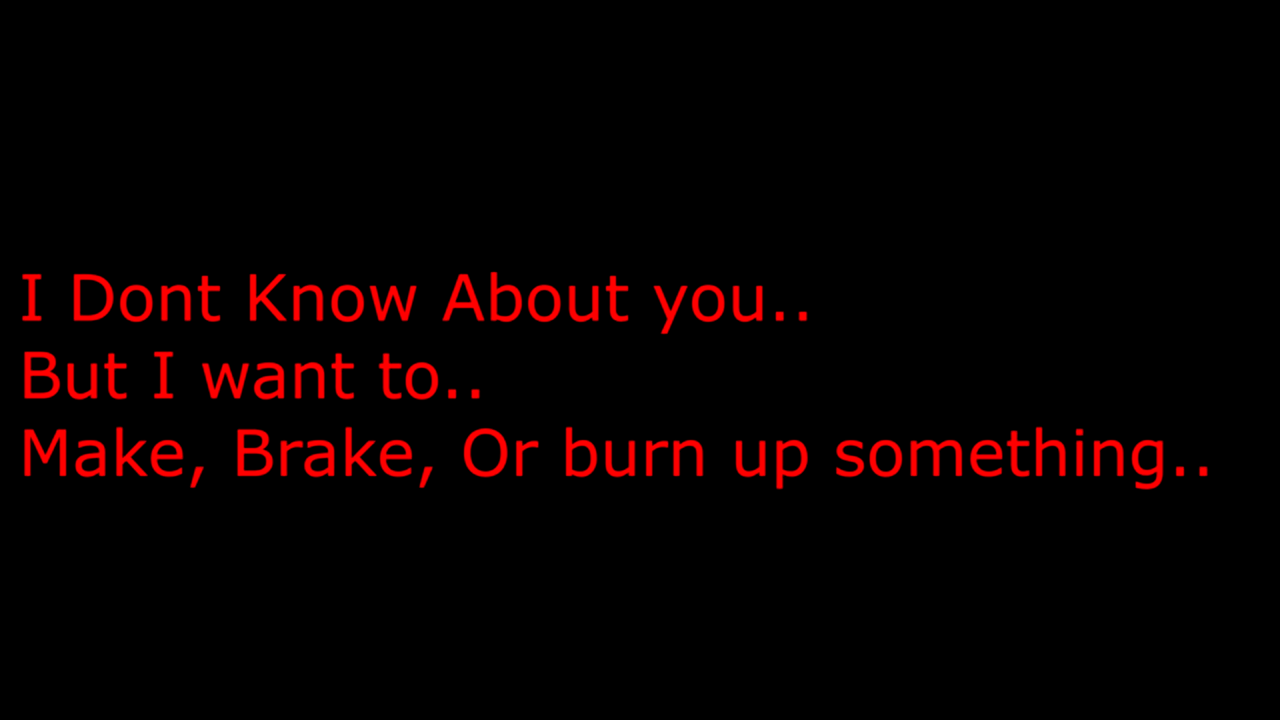 I Dont Know About you..
But I want to..
Make, Brake, Or burn up something..